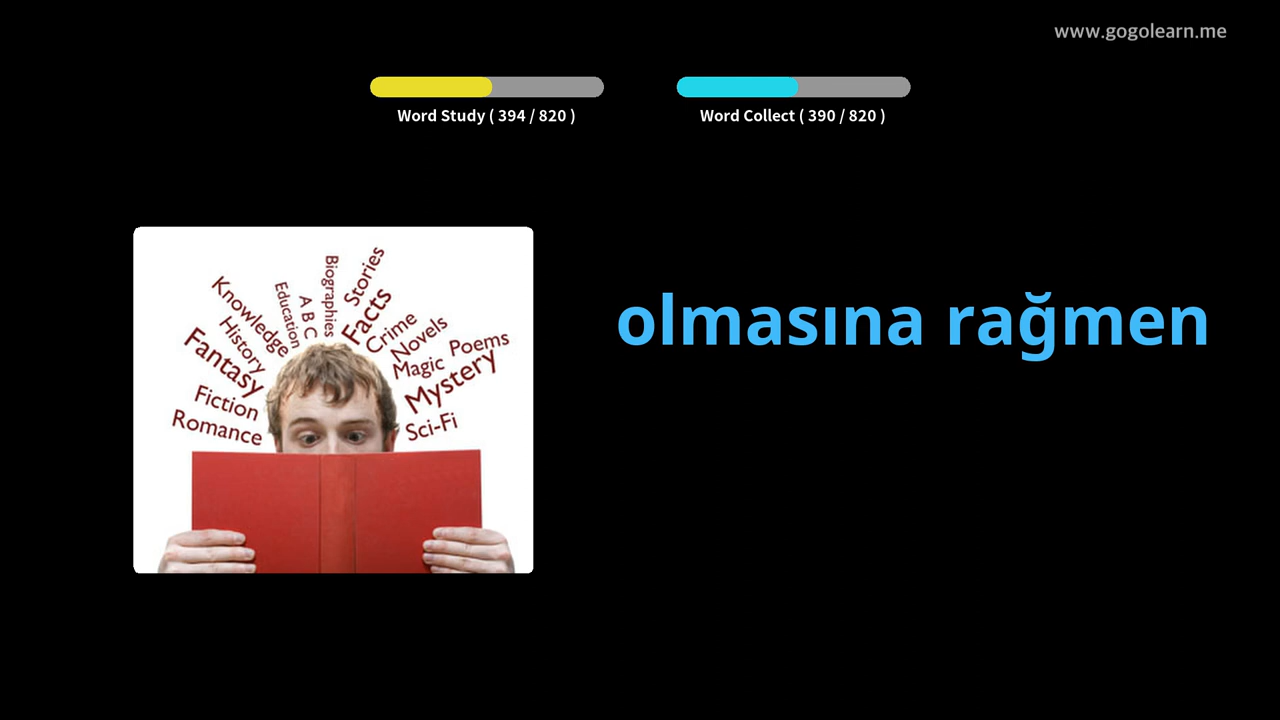 www.gogolearn.me
Word Study ( 394 / 820 )
Word Collect ( 390 / 820 )
olmasına rağmen
Knowledge
Education
A B C
Biographies
Stories
Facts
Crime
Novels
Poems
Magic
Mystery
Sci-Fi
History
Fantasy
Fiction
Romance